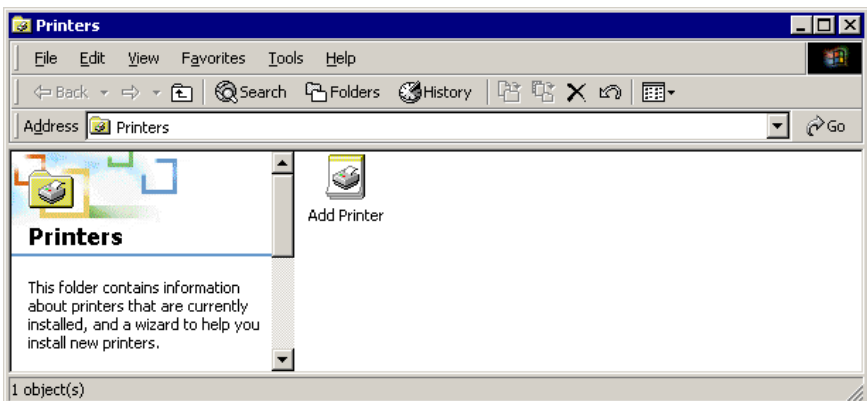 Printers
File Edit View Favorites Tools Help
Back Search Folders History
Address Printers Go
Add Printer
Printers
This folder contains information
about printers that are currently
installed, and a wizard to help you
install new printers.
1 object(s)